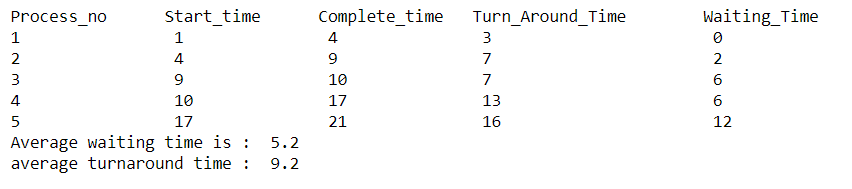 Process_no Start_time Complete_time Turn_Around_Time Waiting_Time
1 1 4 3 0
2 4 9 7 2
3 9 10 7 6
4 10 17 13 6
5 17 21 16 12
Average waiting time is : 5.2
average turnaround time : 9.2